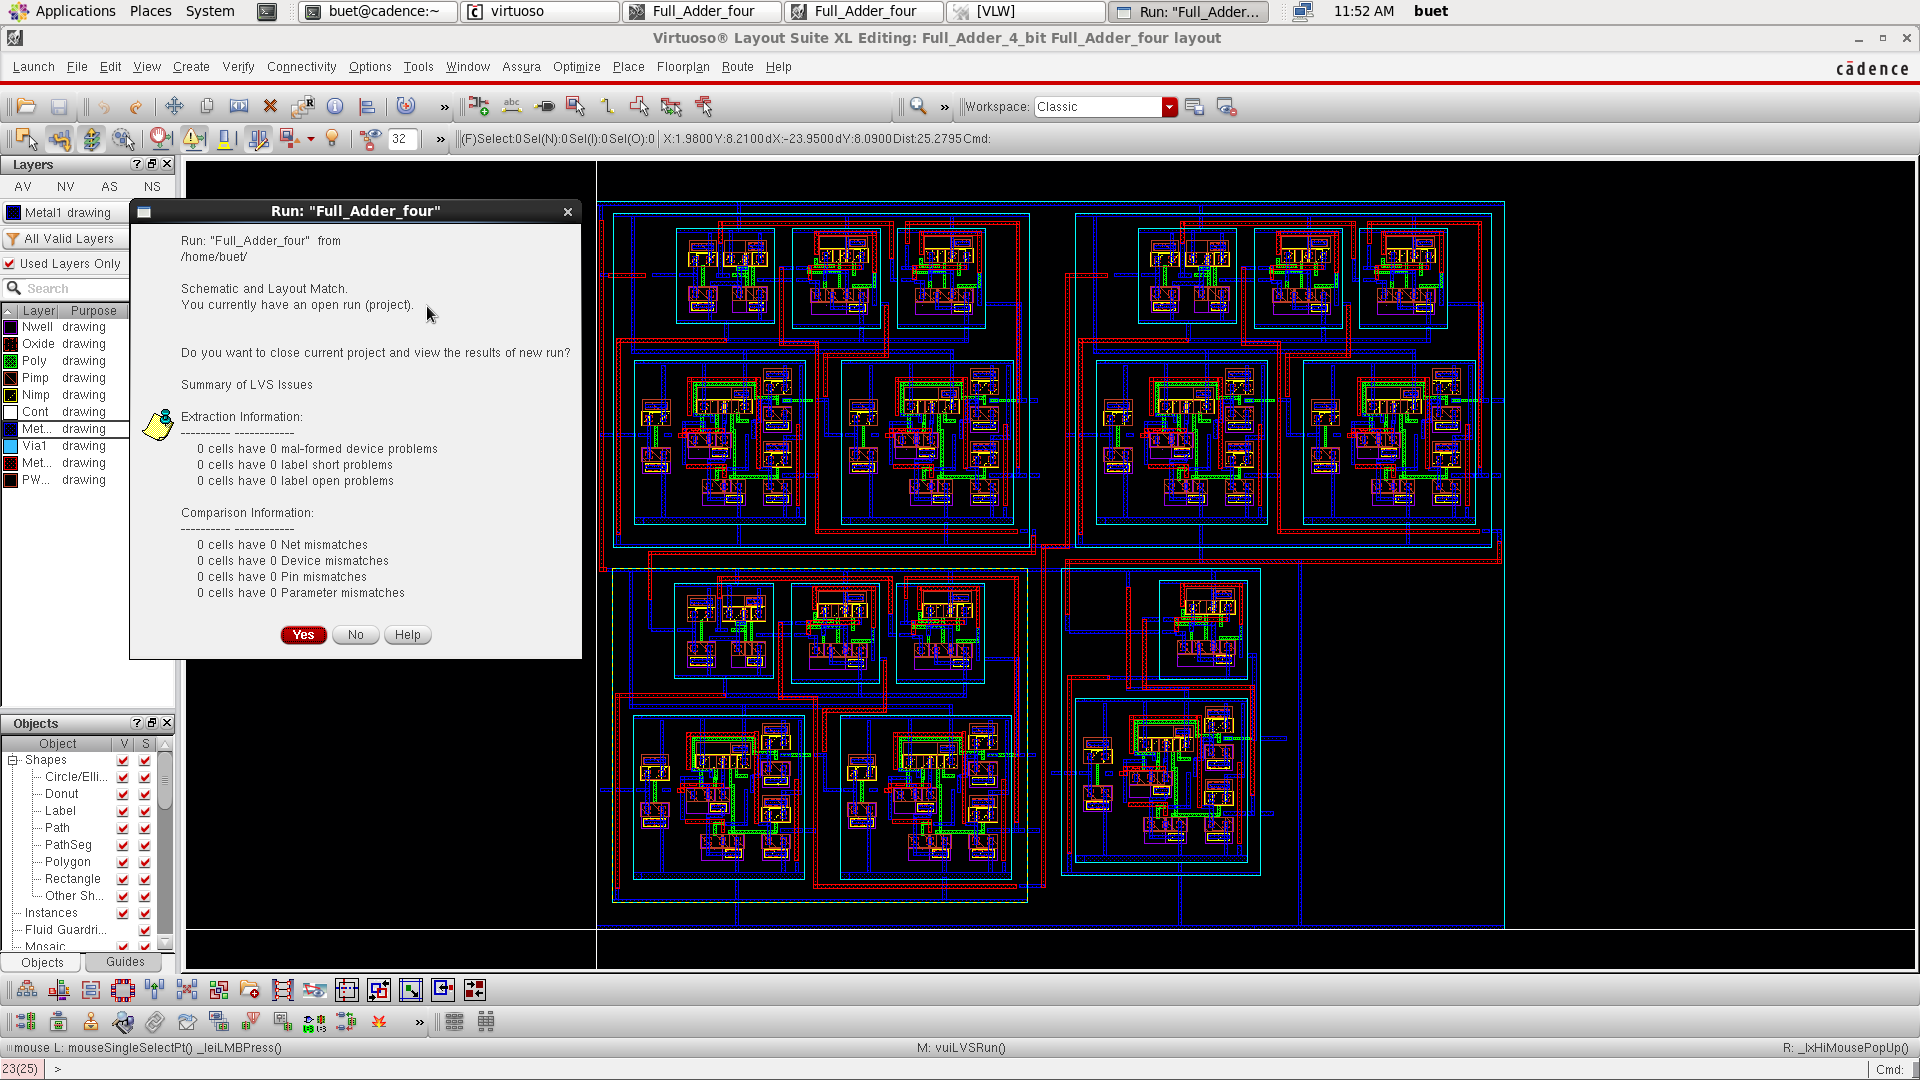 Applications Places System buet@cadence:~ virtuoso Full_Adder_four Full_Adder_four [VLW] Run: "Full_Adder... 11:52 AM buet
Virtuoso® Layout Suite XL Editing: Full_Adder_4_bit Full_Adder_four layout
Launch File Edit View Create Verify Connectivity Options Tools Window Assura Optimize Place Floorplan Route Help cādence
» » Workspace: Classic
32 » (F)Select:0 Sel(N):0 Sel(I):0 Sel(O):0 X:1.9800 Y:8.2100 dX:-23.9500 dY:8.0900 Dist:25.2795 Cmd:
Layers
AV NV AS NS
Metal1 drawing
All Valid Layers
Used Layers Only
Search
Layer Purpose
Nwell drawing
Oxide drawing
Poly drawing
Pimp drawing
Nimp drawing
Cont drawing
Met... drawing
Via1 drawing
Met... drawing
PW... drawing
Run: "Full_Adder_four"
Run: "Full_Adder_four" from
/home/buet/
Schematic and Layout Match.
You currently have an open run (project).
Do you want to close current project and view the results of new run?
Summary of LVS Issues
Extraction Information:
---------- ------------
0 cells have 0 mal-formed device problems
0 cells have 0 label short problems
0 cells have 0 label open problems
Comparison Information:
---------- ------------
0 cells have 0 Net mismatches
0 cells have 0 Device mismatches
0 cells have 0 Pin mismatches
0 cells have 0 Parameter mismatches
Yes No Help
Objects
Object V S
Shapes
Circle/Elli...
Donut
Label
Path
PathSeg
Polygon
Rectangle
Other Sh...
Instances
Fluid Guardri...
Mosaic
Objects Guides
»
mouse L: mouseSingleSelectPt() _leiLMBPress() M: vuiLVSRun() R: _lxHiMousePopUp()
23(25) > Cmd: